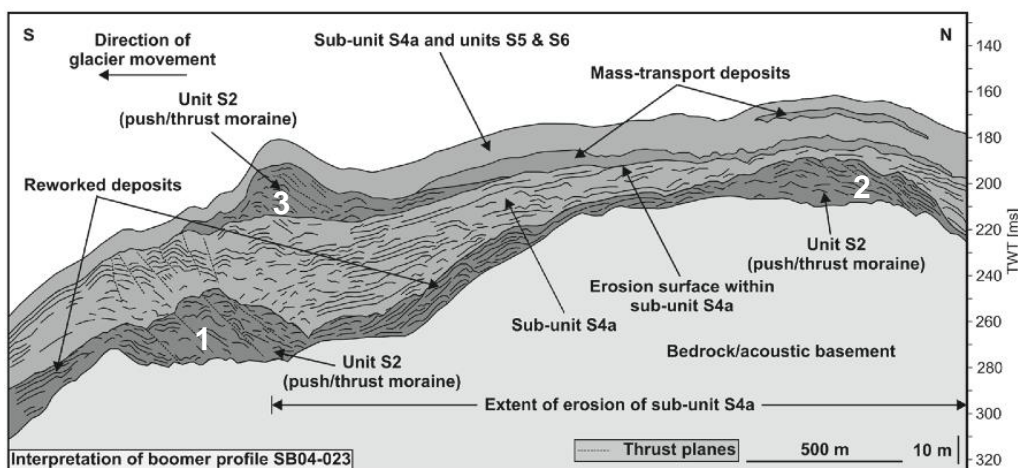 S
N
Direction of
glacier movement
Sub-unit S4a and units S5 & S6
Mass-transport deposits
Unit S2
(push/thrust moraine)
Reworked deposits
3
2
Unit S2
(push/thrust moraine)
Erosion surface within
sub-unit S4a
Sub-unit S4a
1
Unit S2
(push/thrust moraine)
Bedrock/acoustic basement
Extent of erosion of sub-unit S4a
Interpretation of boomer profile SB04-023
Thrust planes
500 m
10 m
140
160
180
200
220
240
260
280
300
320
TWT [ms]